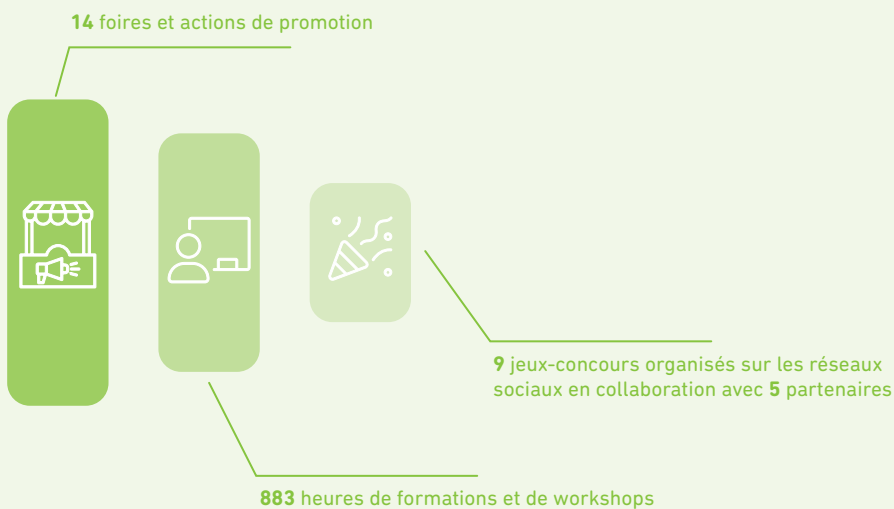 14 foires et actions de promotion
9 jeux-concours organisés sur les réseaux
sociaux en collaboration avec 5 partenaires
883 heures de formations et de workshops